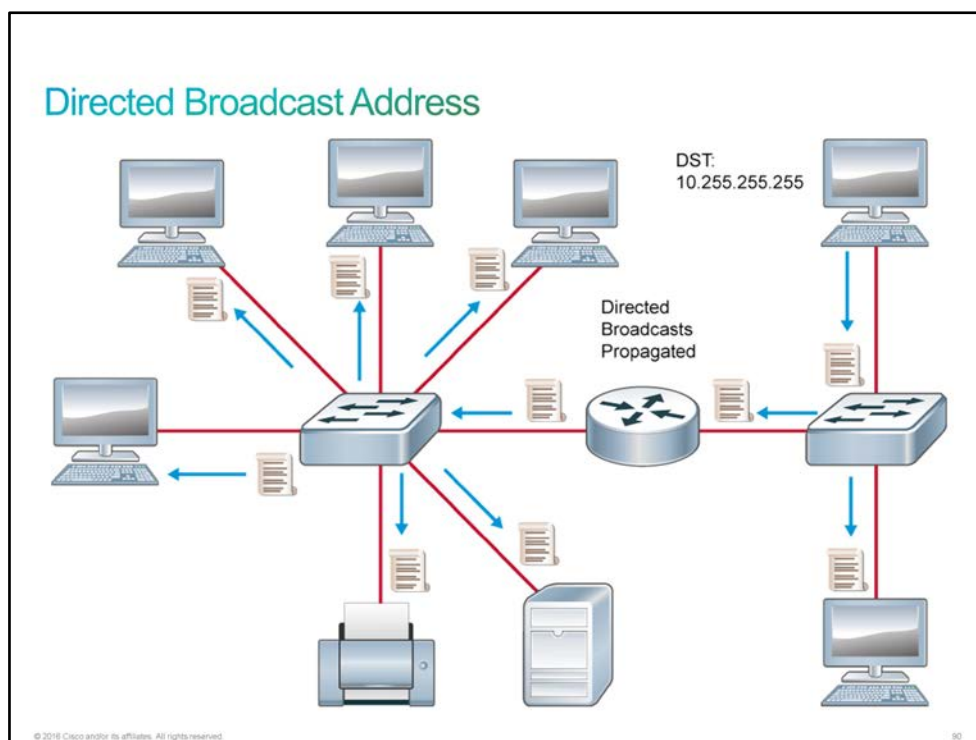 Directed Broadcast Address
DST:
10.255.255.255
Directed
Broadcasts
Propagated
© 2016 Cisco and/or its affiliates. All rights reserved.
90